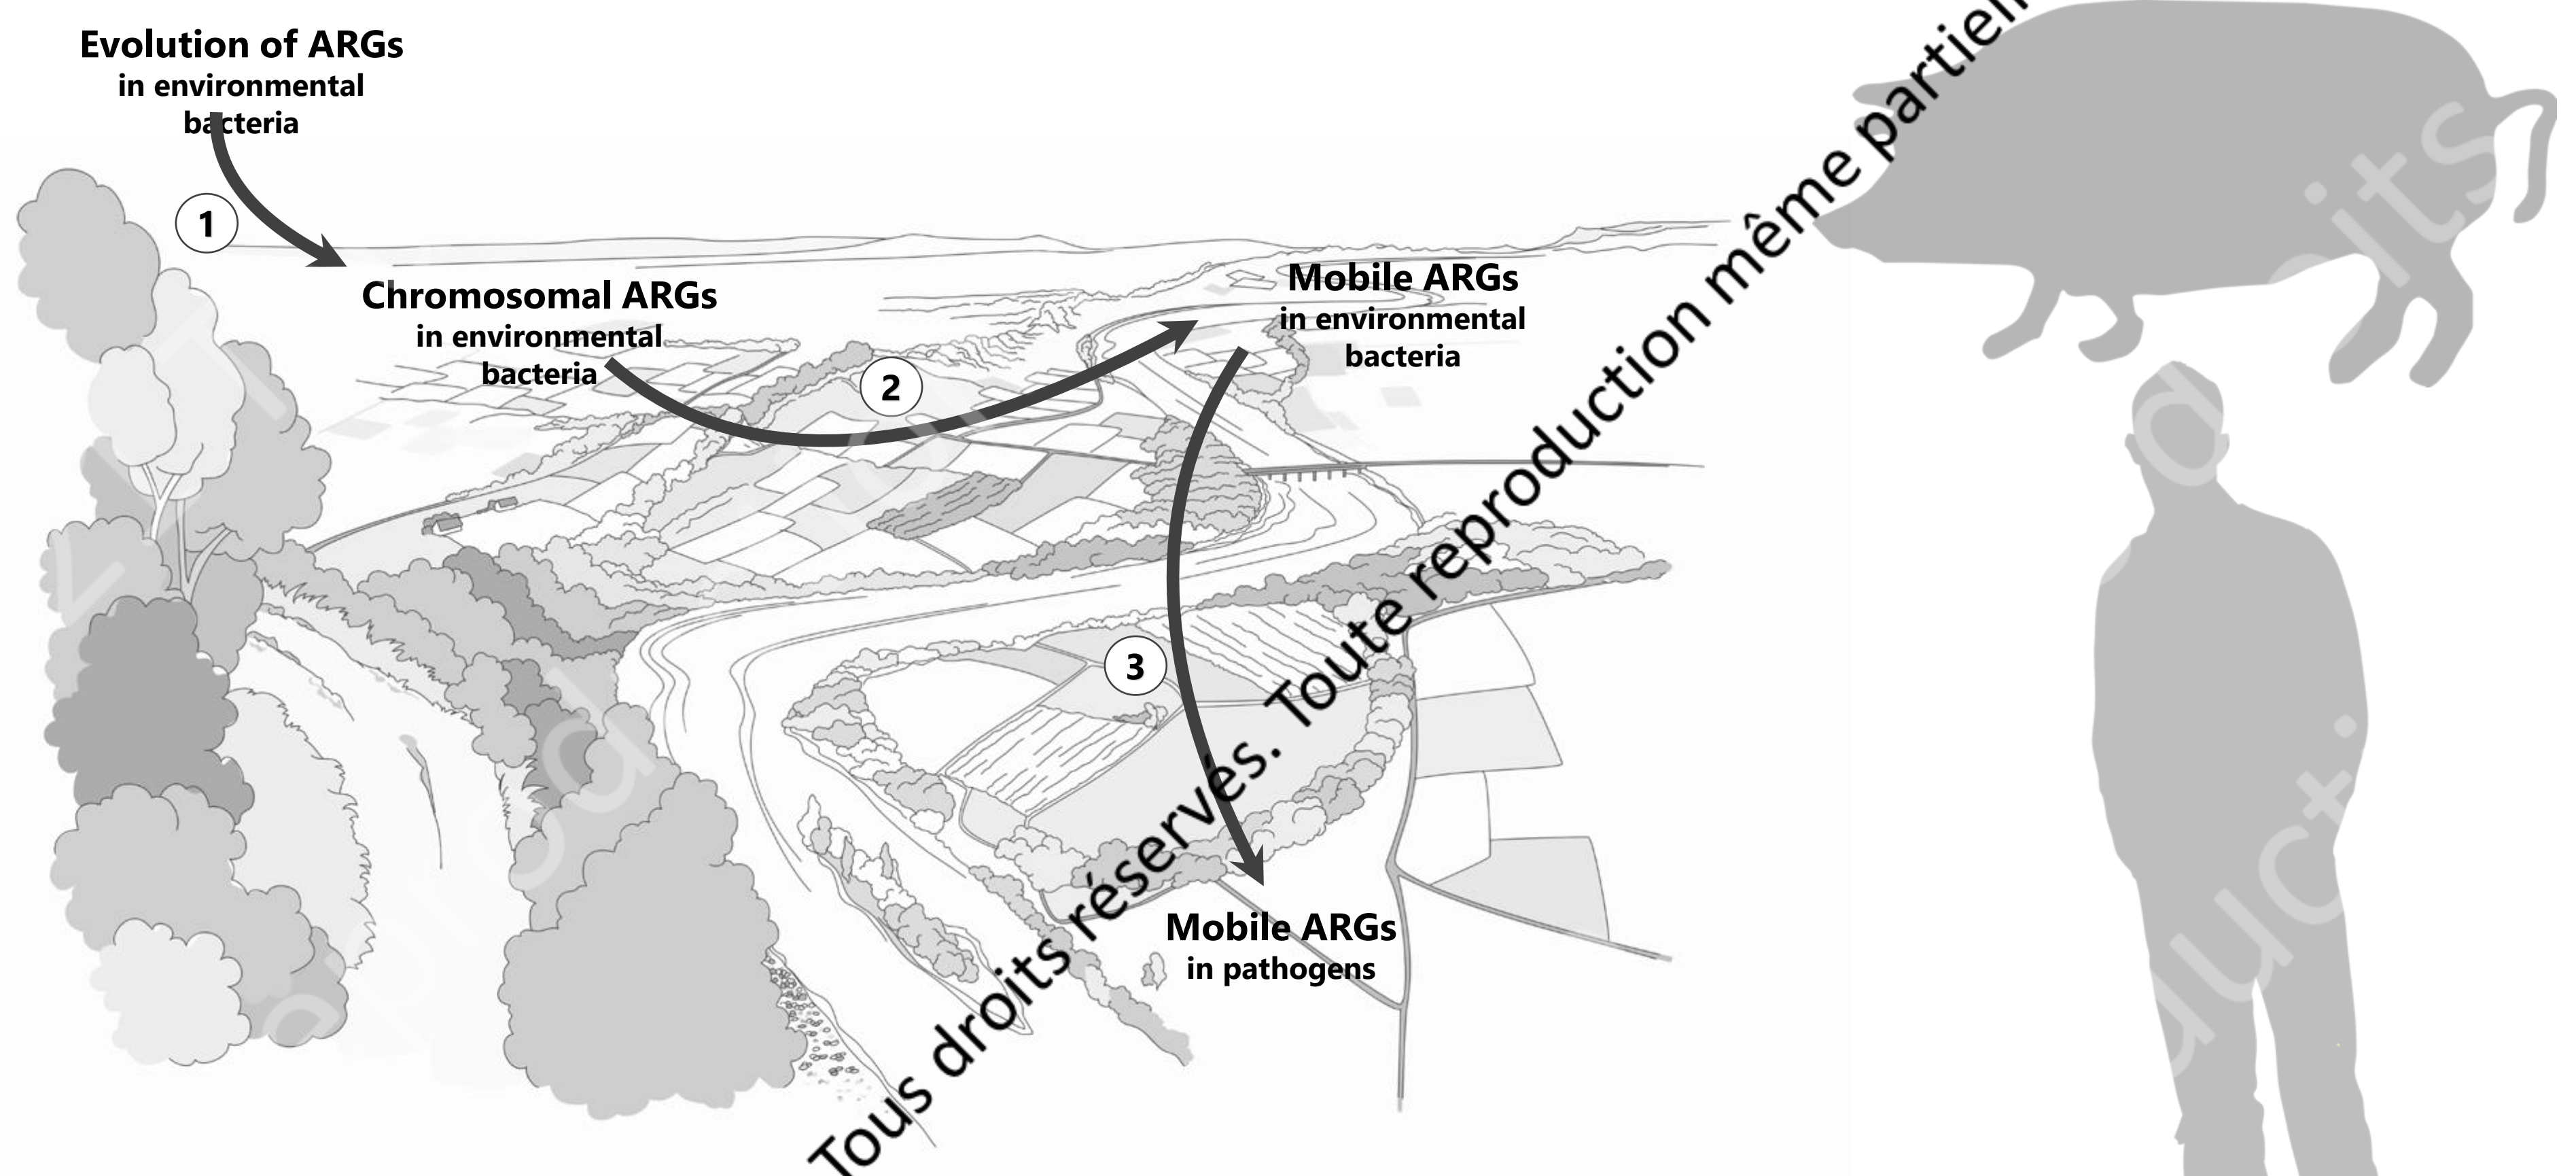 Evolution of ARGs
in environmental
bacteria
1
Chromosomal ARGs
in environmental
bacteria
2
Mobile ARGs
in environmental
bacteria
3
Mobile ARGs
in pathogens
Tous droits réservés. Toute reproduction même partiel